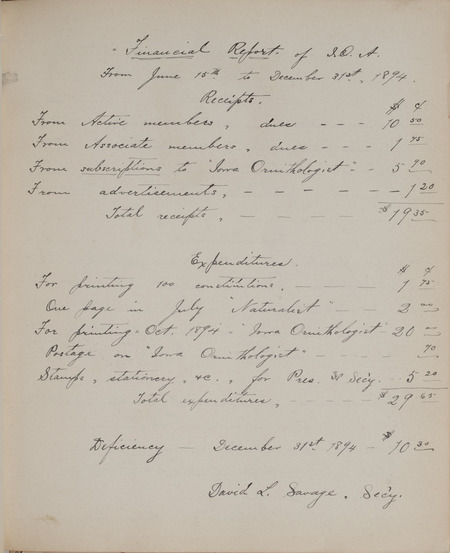 Financial Report of I. O. A.
From June 15th to December 31st, 1894.
Receipts.
$ ¢
From Active members, dues - - - 10 50
From Associate members, dues - - - 1 75
From subscriptions to "Iowa Ornithologist" - - 5 90
From advertisements, - - - - - - 1 20
Total receipts, - - - - - $19 35
Expenditures.
$ ¢
For printing 100 constitutions, - - - - 1 75
One page in July "Naturalist" - - - 2 00
For printing Oct. 1894 - "Iowa Ornithologist" - 20 00
Postage on "Iowa Ornithologist" - - - - 70
Stamps, stationery, &c., for Pres. & Sec'y. - - 5 20
Total expenditures, - - - - - $29 65
Deficiency - December 31st 1894 - $10 30
David L. Savage, Sec'y.